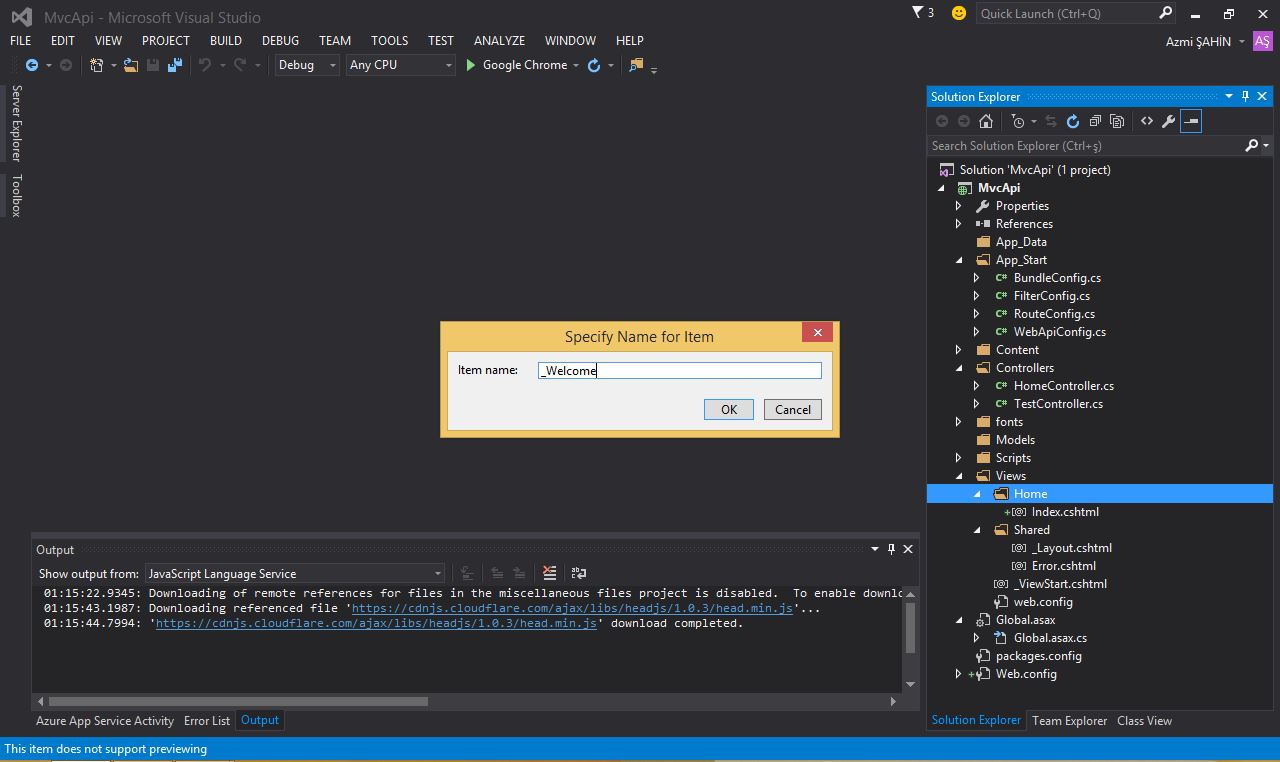 MvcApi - Microsoft Visual Studio
3
Quick Launch (Ctrl+Q)
FILE EDIT VIEW PROJECT BUILD DEBUG TEAM TOOLS TEST ANALYZE WINDOW HELP
Azmi ŞAHİN
AŞ
Debug
Any CPU
Google Chrome
Server Explorer
Toolbox
Specify Name for Item
Item name:
_Welcome
OK
Cancel
Output
Show output from: JavaScript Language Service
01:15:22.9345: Downloading of remote references for files in the miscellaneous files project is disabled.  To enable downlo
01:15:43.1987: Downloading referenced file 'https://cdnjs.cloudflare.com/ajax/libs/headjs/1.0.3/head.min.js'...
01:15:44.7994: 'https://cdnjs.cloudflare.com/ajax/libs/headjs/1.0.3/head.min.js' download completed.
Azure App Service Activity Error List Output
Solution Explorer
Search Solution Explorer (Ctrl+ş)
Solution 'MvcApi' (1 project)
MvcApi
Properties
References
App_Data
App_Start
C# BundleConfig.cs
C# FilterConfig.cs
C# RouteConfig.cs
C# WebApiConfig.cs
Content
Controllers
C# HomeController.cs
C# TestController.cs
fonts
Models
Scripts
Views
Home
+[@] Index.cshtml
Shared
[@] _Layout.cshtml
[@] Error.cshtml
[@] _ViewStart.cshtml
web.config
Global.asax
Global.asax.cs
packages.config
+ Web.config
Solution Explorer Team Explorer Class View
This item does not support previewing